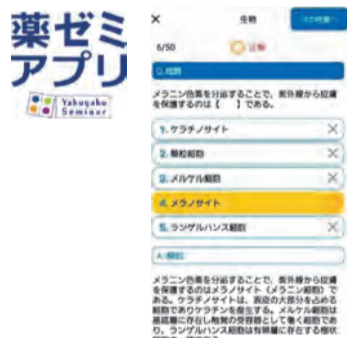 薬ゼミ
アプリ
Yakugaku
Seminar
×
生物
6/50
正解
Q.問題
メラニン色素を分泌することで、紫外線から皮膚
を保護するのは【　】である。
1. ケラチノサイト
2. 顆粒細胞
3. メルケル細胞
4. メラノサイト
5. ランゲルハンス細胞
A.解説
メラニン色素を分泌することで、紫外線から皮膚
を保護するのはメラノサイト（メラニン細胞）で
ある。ケラチノサイトは、表皮の大部分を占める
細胞でありケラチンを産生する。メルケル細胞は
基底層に存在し触覚の受容器として働く細胞であ
り、ランゲルハンス細胞は有棘層に存在する樹状